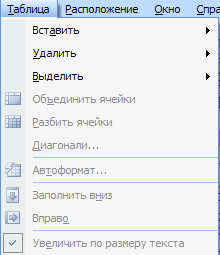 Таблица Расположение Окно Спра
Вставить
Удалить
Выделить
Объединить ячейки
Разбить ячейки
Диагонали...
Автоформат...
Заполнить вниз
Вправо
Увеличить по размеру текста